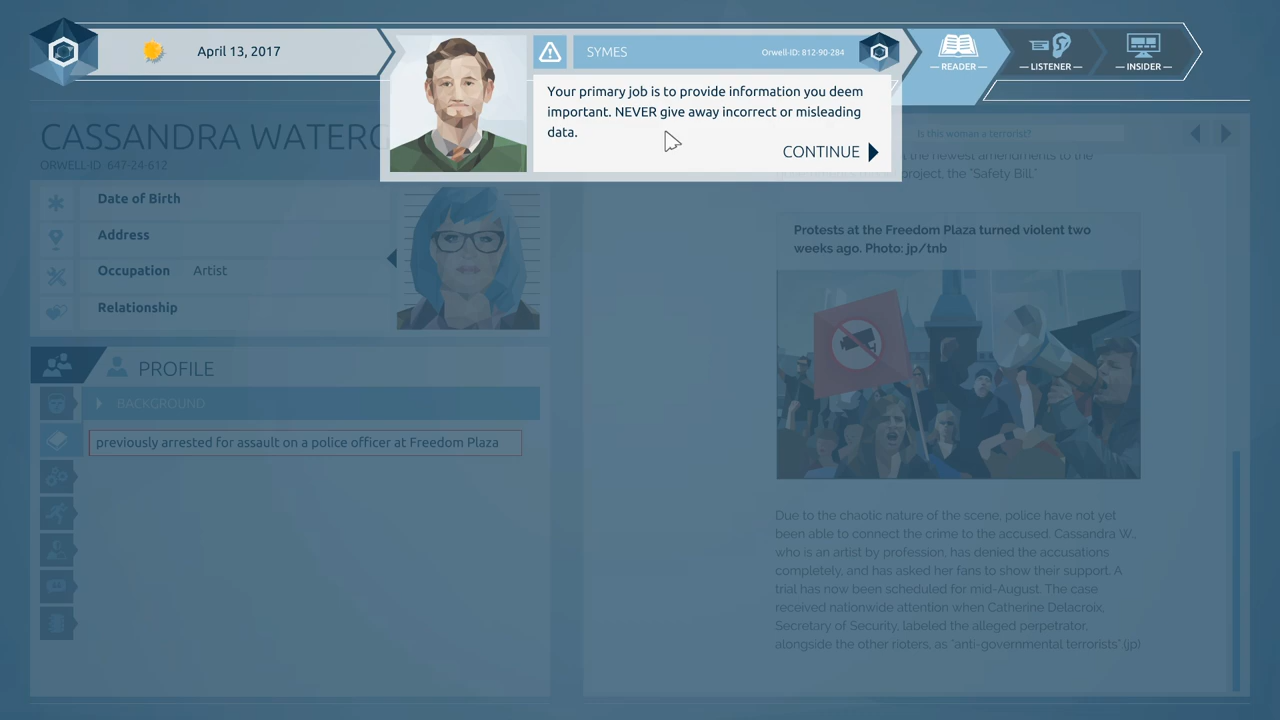 April 13, 2017
SYMES
Orwell-ID: 812-90-284
Your primary job is to provide information you deem
important. NEVER give away incorrect or misleading
data.
CONTINUE
— READER —
— LISTENER —
— INSIDER —
CASSANDRA WATERG
ORWELL-ID 647-24-612
Date of Birth
Address
Occupation Artist
Relationship
PROFILE
BACKGROUND
previously arrested for assault on a police officer at Freedom Plaza
Is this woman a terrorist?
the newest amendments to the
project, the "Safety Bill."
Protests at the Freedom Plaza turned violent two
weeks ago. Photo: jp/tnb
Due to the chaotic nature of the scene, police have not yet
been able to connect the crime to the accused. Cassandra W.,
who is an artist by profession, has denied the accusations
completely, and has asked her fans to show their support. A
trial has now been scheduled for mid-August. The case
received nationwide attention when Catherine Delacroix,
Secretary of Security, labeled the alleged perpetrator,
alongside the other rioters, as "anti-governmental terrorists" (jp)